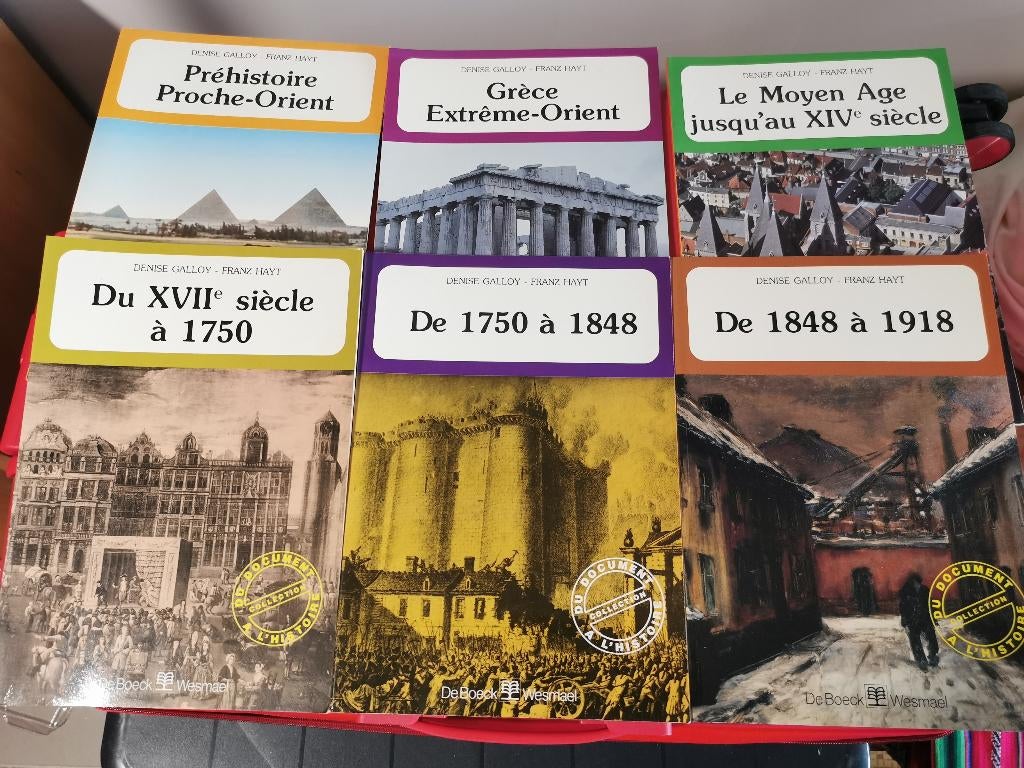 DENISE GALLOY - FRANZ HAYT
Préhistoire
Proche-Orient
DENISE GALLOY - FRANZ HAYT
Grèce
Extrême-Orient
DENISE GALLOY - FRANZ HAYT
Le Moyen Age
jusqu'au XIVe siècle
DENISE GALLOY - FRANZ HAYT
Du XVIIe siècle
à 1750
DU DOCUMENT
COLLECTION
A L'HISTOIRE
De Boeck Wesmael
DENISE GALLOY - FRANZ HAYT
De 1750 à 1848
DU DOCUMENT
COLLECTION
A L'HISTOIRE
De Boeck Wesmael
DENISE GALLOY - FRANZ HAYT
De 1848 à 1918
DU DOCUMENT
COLLECTION
A L'HISTOIRE
De Boeck Wesmael